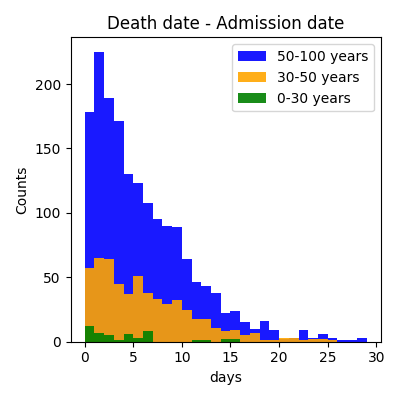 Death date - Admission date
50-100 years
30-50 years
0-30 years
Counts
200
150
100
50
0
0 5 10 15 20 25 30
days